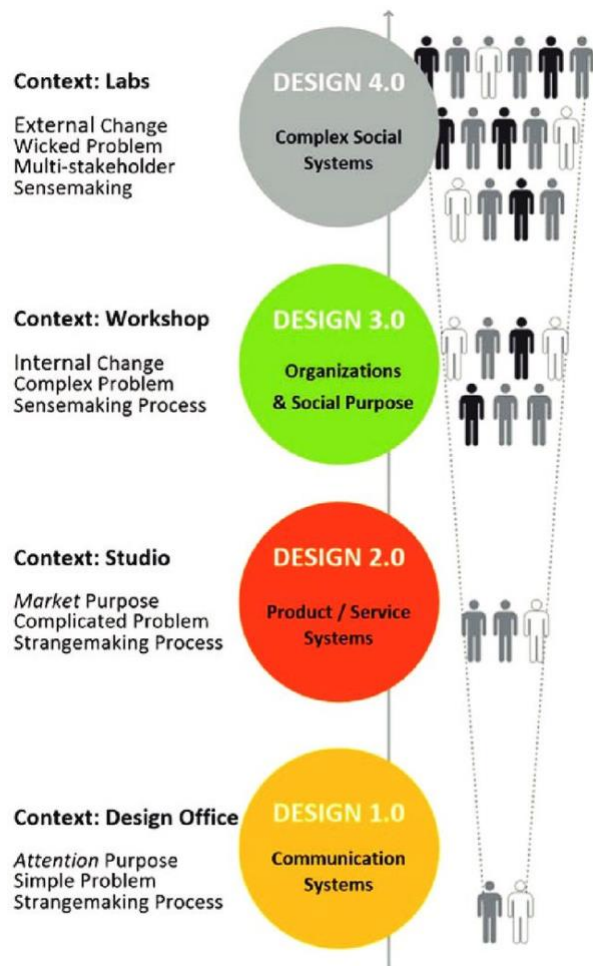 Context: Labs
External Change
Wicked Problem
Multi-stakeholder
Sensemaking
DESIGN 4.0
Complex Social
Systems
Context: Workshop
Internal Change
Complex Problem
Sensemaking Process
DESIGN 3.0
Organizations
& Social Purpose
Context: Studio
Market Purpose
Complicated Problem
Strangemaking Process
DESIGN 2.0
Product / Service
Systems
Context: Design Office
Attention Purpose
Simple Problem
Strangemaking Process
DESIGN 1.0
Communication
Systems